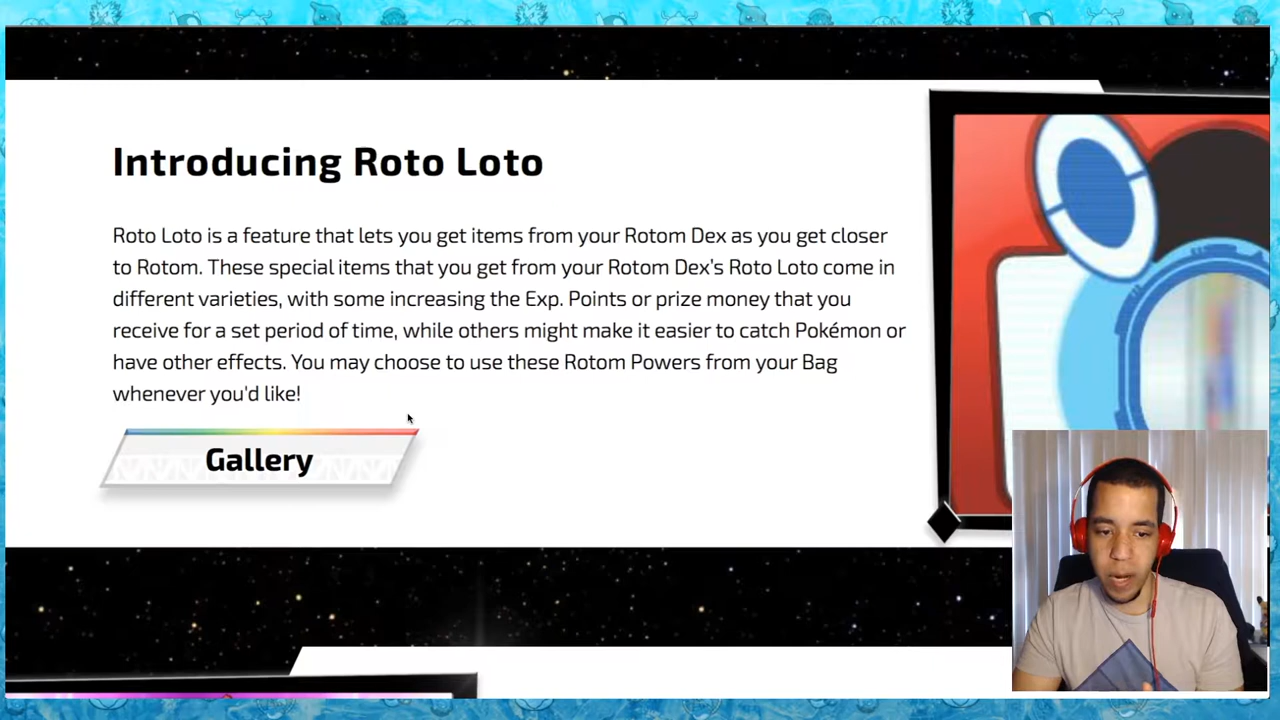 Introducing Roto Loto
Roto Loto is a feature that lets you get items from your Rotom Dex as you get closer
to Rotom. These special items that you get from your Rotom Dex's Roto Loto come in
different varieties, with some increasing the Exp. Points or prize money that you
receive for a set period of time, while others might make it easier to catch Pokémon or
have other effects. You may choose to use these Rotom Powers from your Bag
whenever you'd like!
Gallery